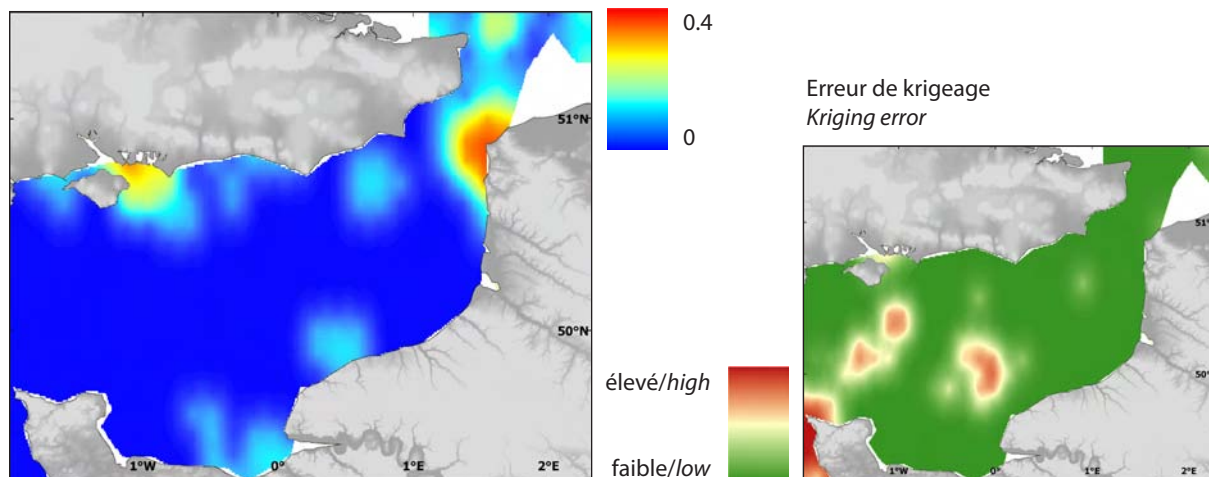 0.4
0
51°N
50°N
1°W
0°
1°E
2°E
Erreur de krigeage
Kriging error
élevé/high
faible/low
51°N
50°N
1°W
0°
1°E
2°E